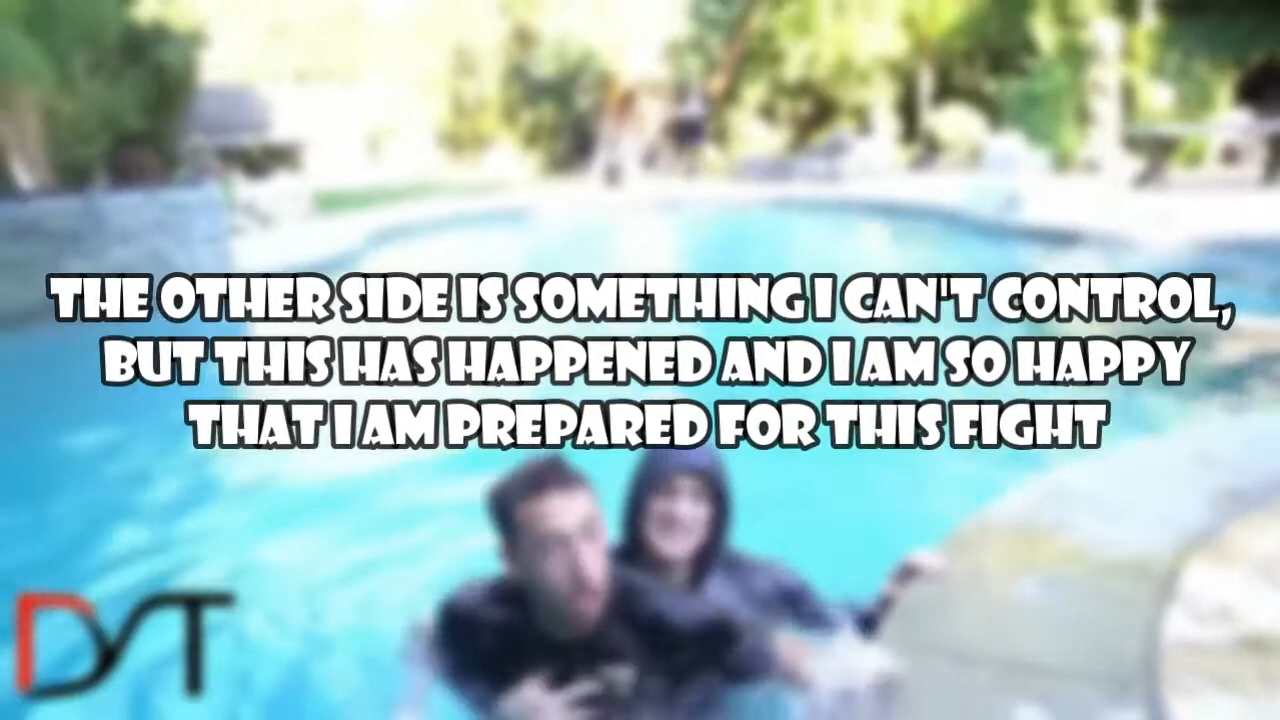 THE OTHER SIDE IS SOMETHING I CAN'T CONTROL,
BUT THIS HAS HAPPENED AND I AM SO HAPPY
THAT I AM PREPARED FOR THIS FIGHT
DYT